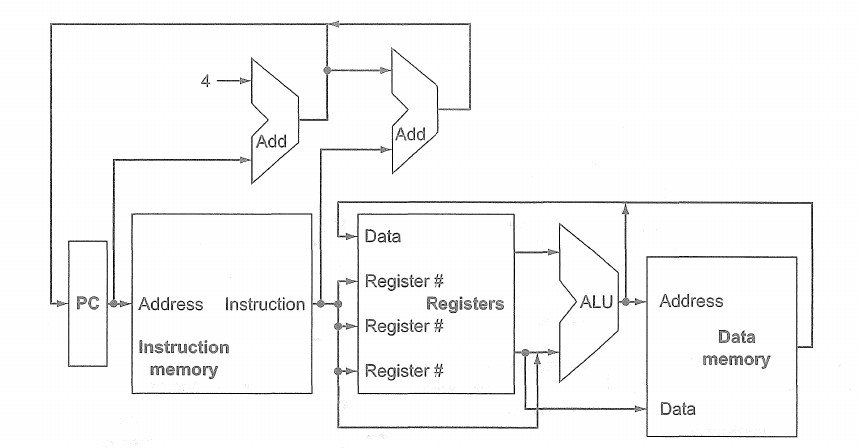 4
Add
Add
Data
Register #
PC
Address
Instruction
Registers
ALU
Address
Register #
Instruction
memory
Data
memory
Register #
Data